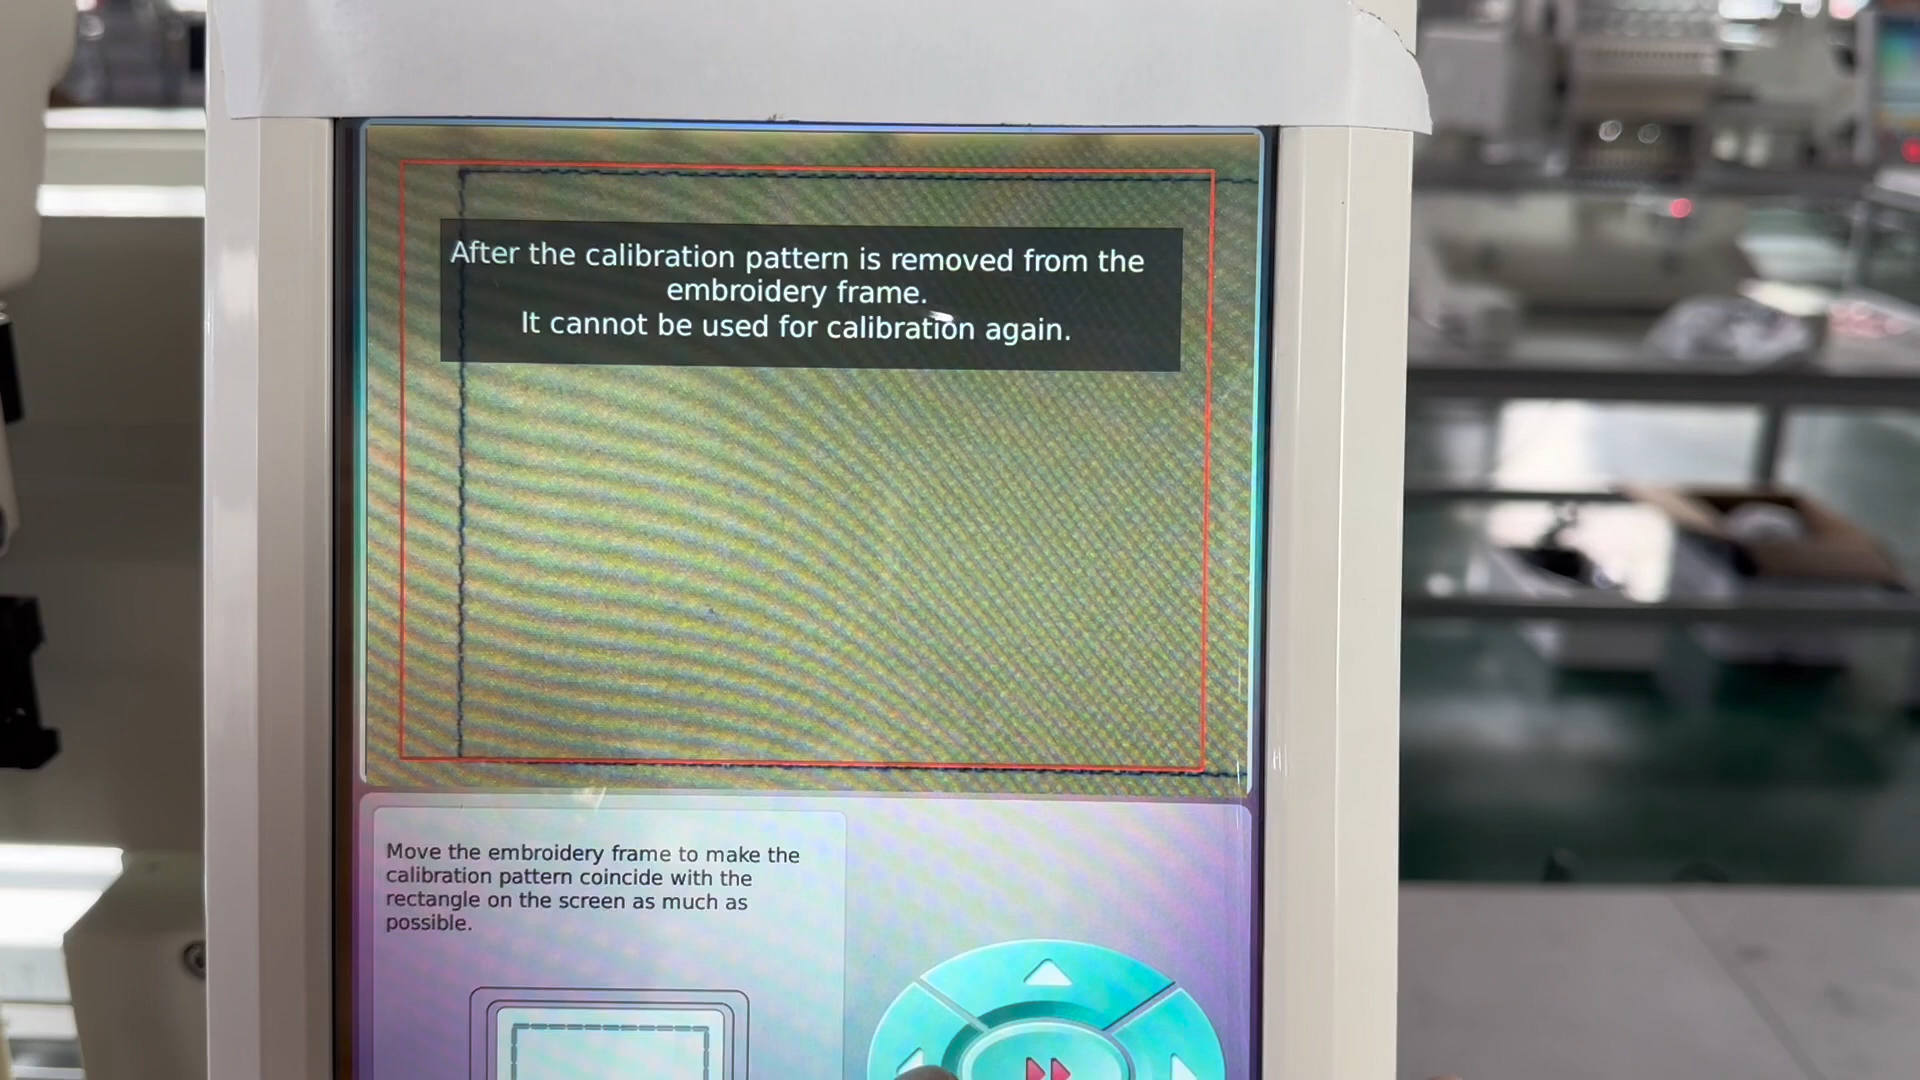 After the calibration pattern is removed from the
embroidery frame.
It cannot be used for calibration again.
Move the embroidery frame to make the
calibration pattern coincide with the
rectangle on the screen as much as
possible.